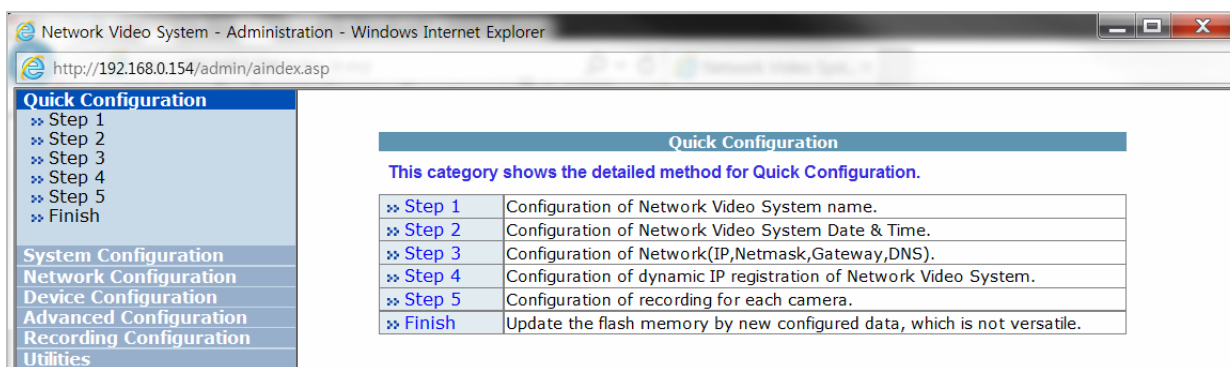 Network Video System - Administration - Windows Internet Explorer
http://192.168.0.154/admin/aindex.asp
Quick Configuration
» Step 1
» Step 2
» Step 3
» Step 4
» Step 5
» Finish
System Configuration
Network Configuration
Device Configuration
Advanced Configuration
Recording Configuration
Utilities
Quick Configuration
This category shows the detailed method for Quick Configuration.
» Step 1 Configuration of Network Video System name.
» Step 2 Configuration of Network Video System Date & Time.
» Step 3 Configuration of Network(IP,Netmask,Gateway,DNS).
» Step 4 Configuration of dynamic IP registration of Network Video System.
» Step 5 Configuration of recording for each camera.
» Finish Update the flash memory by new configured data, which is not versatile.